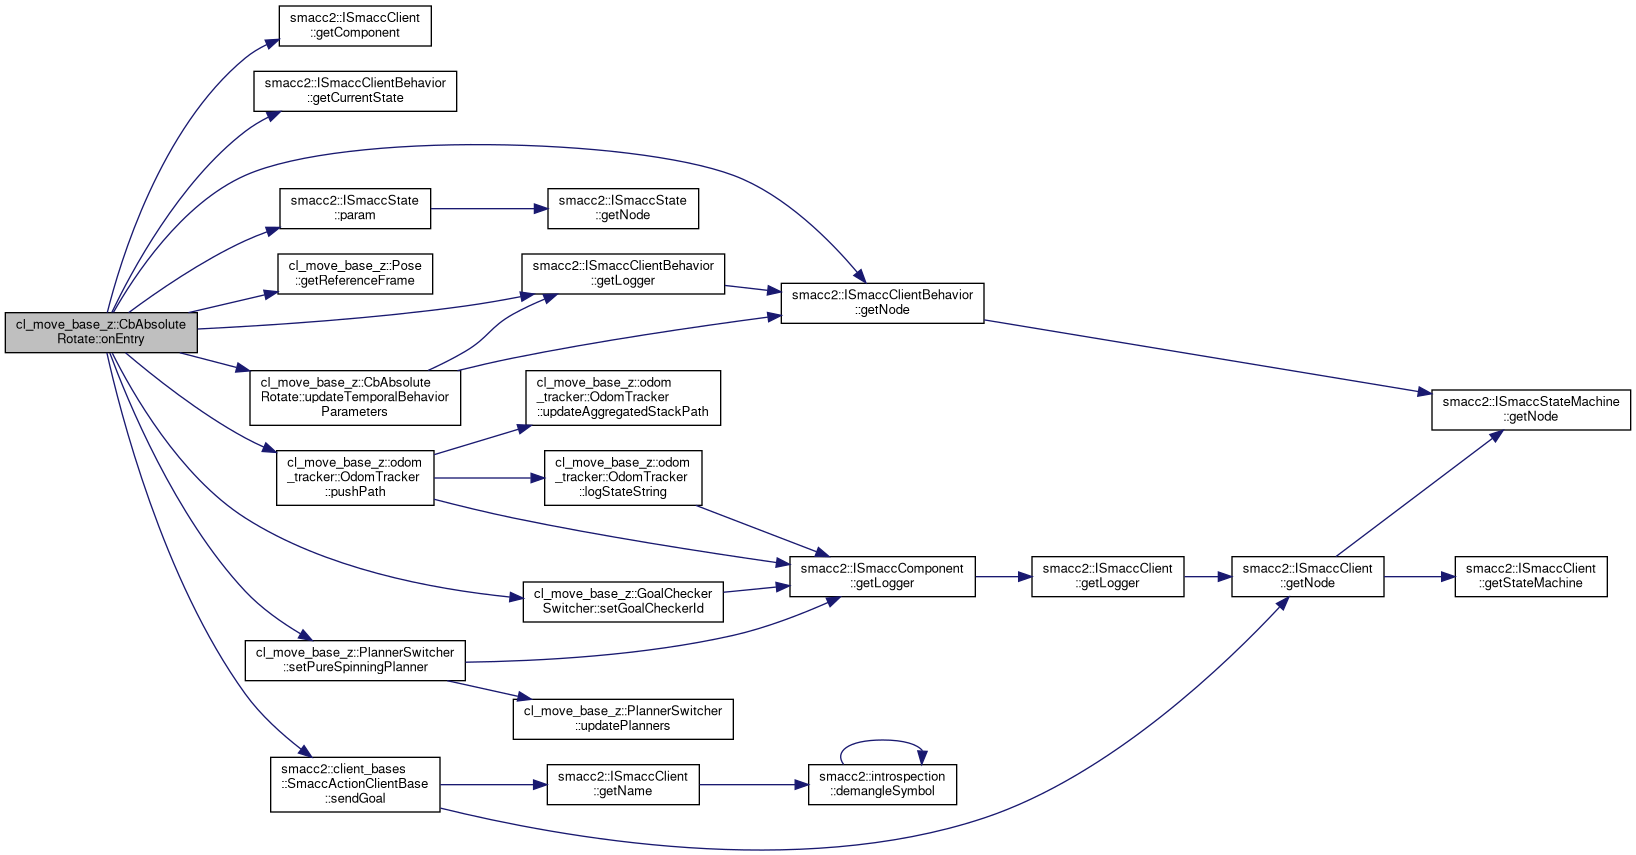 smacc2::ISmaccClient
::getComponent
smacc2::ISmaccClientBehavior
::getCurrentState
smacc2::ISmaccState
::param
smacc2::ISmaccState
::getNode
cl_move_base_z::Pose
::getReferenceFrame
smacc2::ISmaccClientBehavior
::getLogger
smacc2::ISmaccClientBehavior
::getNode
cl_move_base_z::CbAbsolute
Rotate::onEntry
cl_move_base_z::CbAbsolute
Rotate::updateTemporalBehavior
Parameters
cl_move_base_z::odom
_tracker::OdomTracker
::updateAggregatedStackPath
smacc2::ISmaccStateMachine
::getNode
cl_move_base_z::odom
_tracker::OdomTracker
::pushPath
cl_move_base_z::odom
_tracker::OdomTracker
::logStateString
smacc2::ISmaccComponent
::getLogger
smacc2::ISmaccClient
::getLogger
smacc2::ISmaccClient
::getNode
smacc2::ISmaccClient
::getStateMachine
cl_move_base_z::GoalChecker
Switcher::setGoalCheckerId
cl_move_base_z::PlannerSwitcher
::setPureSpinningPlanner
cl_move_base_z::PlannerSwitcher
::updatePlanners
smacc2::client_bases
::SmaccActionClientBase
::sendGoal
smacc2::ISmaccClient
::getName
smacc2::introspection
::demangleSymbol